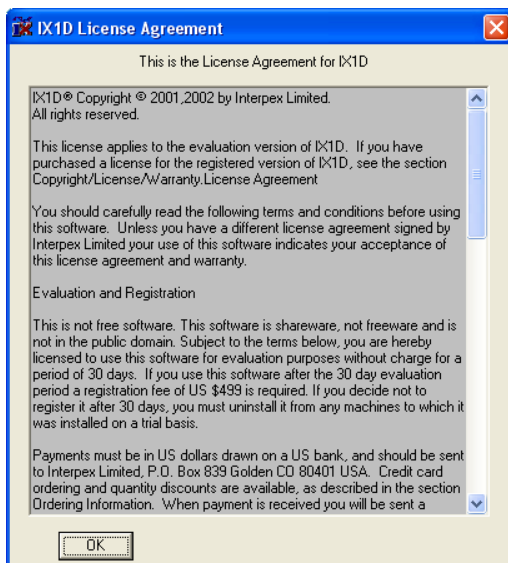 IX1D License Agreement
This is the License Agreement for IX1D
IX1D® Copyright © 2001,2002 by Interpex Limited.
All rights reserved.
This license applies to the evaluation version of IX1D.  If you have
purchased a license for the registered version of IX1D, see the section
Copyright/License/Warranty.License Agreement
You should carefully read the following terms and conditions before using
this software.  Unless you have a different license agreement signed by
Interpex Limited your use of this software indicates your acceptance of
this license agreement and warranty.
Evaluation and Registration
This is not free software. This software is shareware, not freeware and is
not in the public domain. Subject to the terms below, you are hereby
licensed to use this software for evaluation purposes without charge for a
period of 30 days.  If you use this software after the 30 day evaluation
period a registration fee of US $499 is required. If you decide not to
register it after 30 days, you must uninstall it from any machines to which it
was installed on a trial basis.
Payments must be in US dollars drawn on a US bank, and should be sent
to Interpex Limited, P.O. Box 839 Golden CO 80401 USA.  Credit card
ordering and quantity discounts are available, as described in the section
Ordering Information.  When payment is received you will be sent a
OK